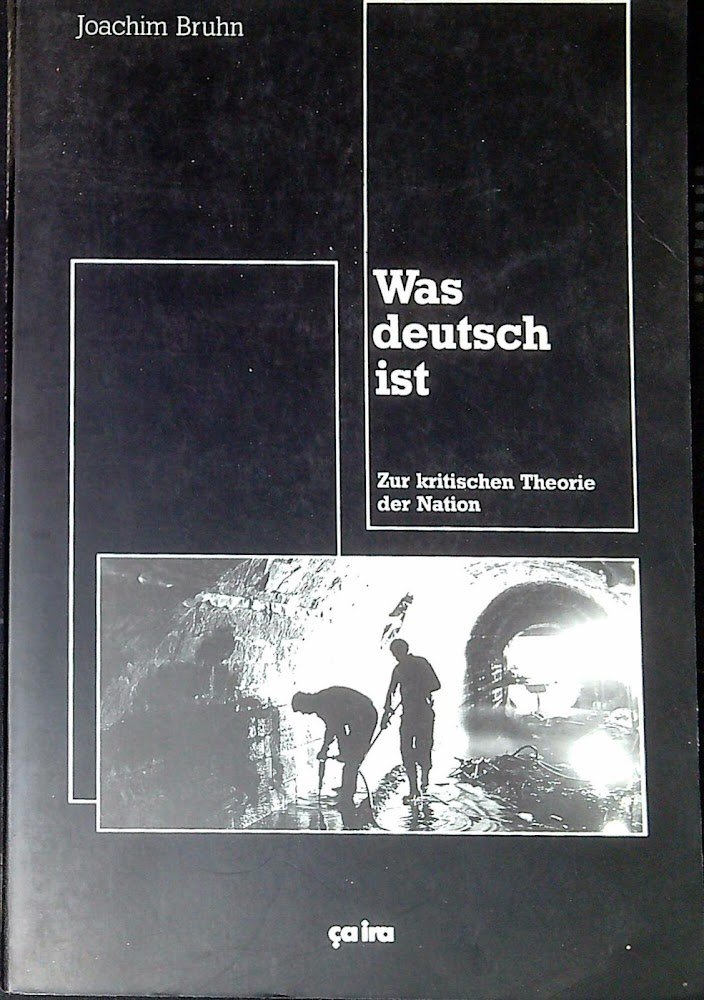 Joachim Bruhn
Was
deutsch
ist
Zur kritischen Theorie
der Nation
ça ira